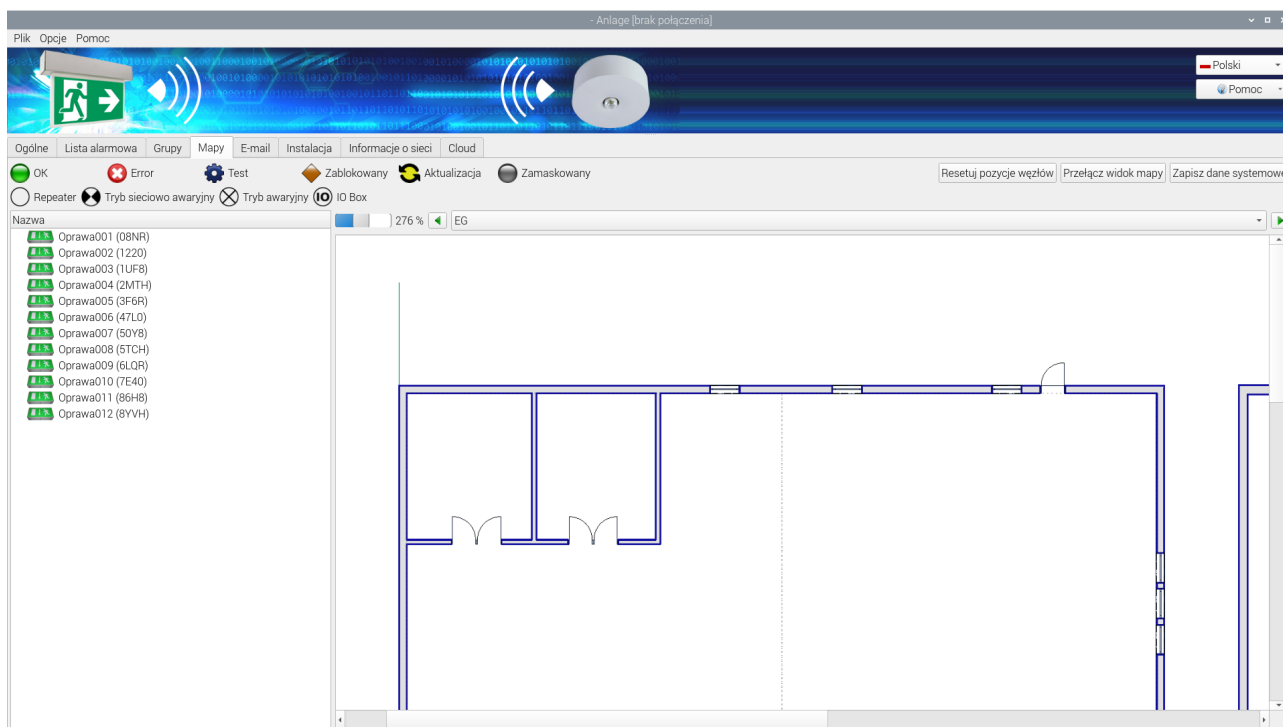 - Anlage [brak połączenia]
Plik Opcje Pomoc
Polski
Pomoc
Ogólne Lista alarmowa Grupy Mapy E-mail Instalacja Informacje o sieci Cloud
OK Error Test Zablokowany Aktualizacja Zamaskowany Resetuj pozycje węzłów Przełącz widok mapy Zapisz dane systemowe
Repeater Tryb sieciowo awaryjny Tryb awaryjny IO IO Box
Nazwa 276 % EG
Oprawa001 (08NR)
Oprawa002 (1220)
Oprawa003 (1UF8)
Oprawa004 (2MTH)
Oprawa005 (3F6R)
Oprawa006 (47L0)
Oprawa007 (50Y8)
Oprawa008 (5TCH)
Oprawa009 (6LQR)
Oprawa010 (7E40)
Oprawa011 (86H8)
Oprawa012 (8YVH)